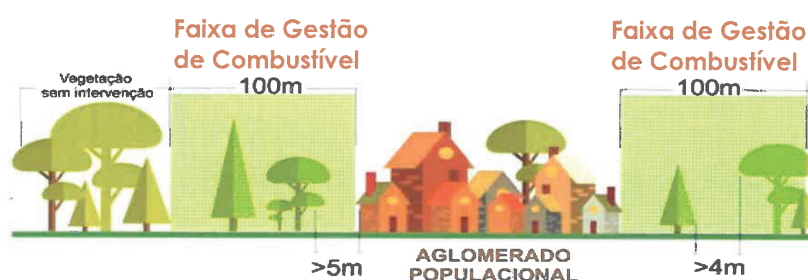 Faixa de Gestão
de Combustível
100m
Vegetação
sem intervenção
Faixa de Gestão
de Combustível
100m
>5m
AGLOMERADO
POPULACIONAL
>4m